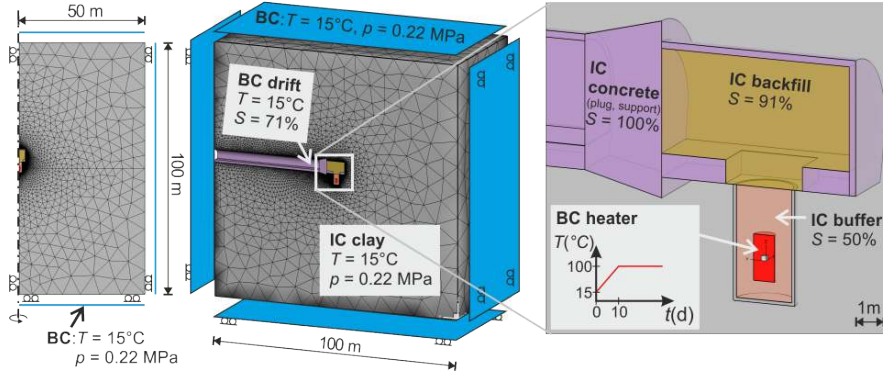 50 m
100 m
BC: T = 15°C
p = 0.22 MPa
BC: T = 15°C, p = 0.22 MPa
BC drift
T = 15°C
S = 71%
IC clay
T = 15°C
p = 0.22 MPa
100 m
IC
concrete
(plug, support)
S = 100%
IC backfill
S = 91%
IC buffer
S = 50%
BC heater
T(°C)
100
15
0 10 t(d)
1m